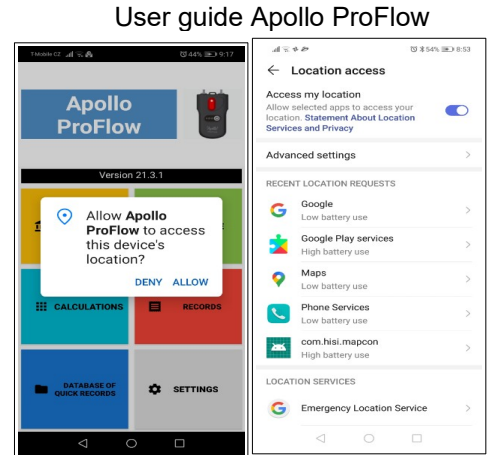 User guide Apollo ProFlow
T-Mobile CZ
44% 9:17
Apollo
ProFlow
Version 21.3.1
Allow Apollo
ProFlow to access
this device's
location?
DENY ALLOW
CALCULATIONS
RECORDS
DATABASE OF
QUICK RECORDS
SETTINGS
54% 8:53
Location access
Access my location
Allow selected apps to access your
location. Statement About Location
Services and Privacy
Advanced settings
RECENT LOCATION REQUESTS
Google
Low battery use
Google Play services
High battery use
Maps
Low battery use
Phone Services
Low battery use
com.hisi.mapcon
High battery use
LOCATION SERVICES
Emergency Location Service